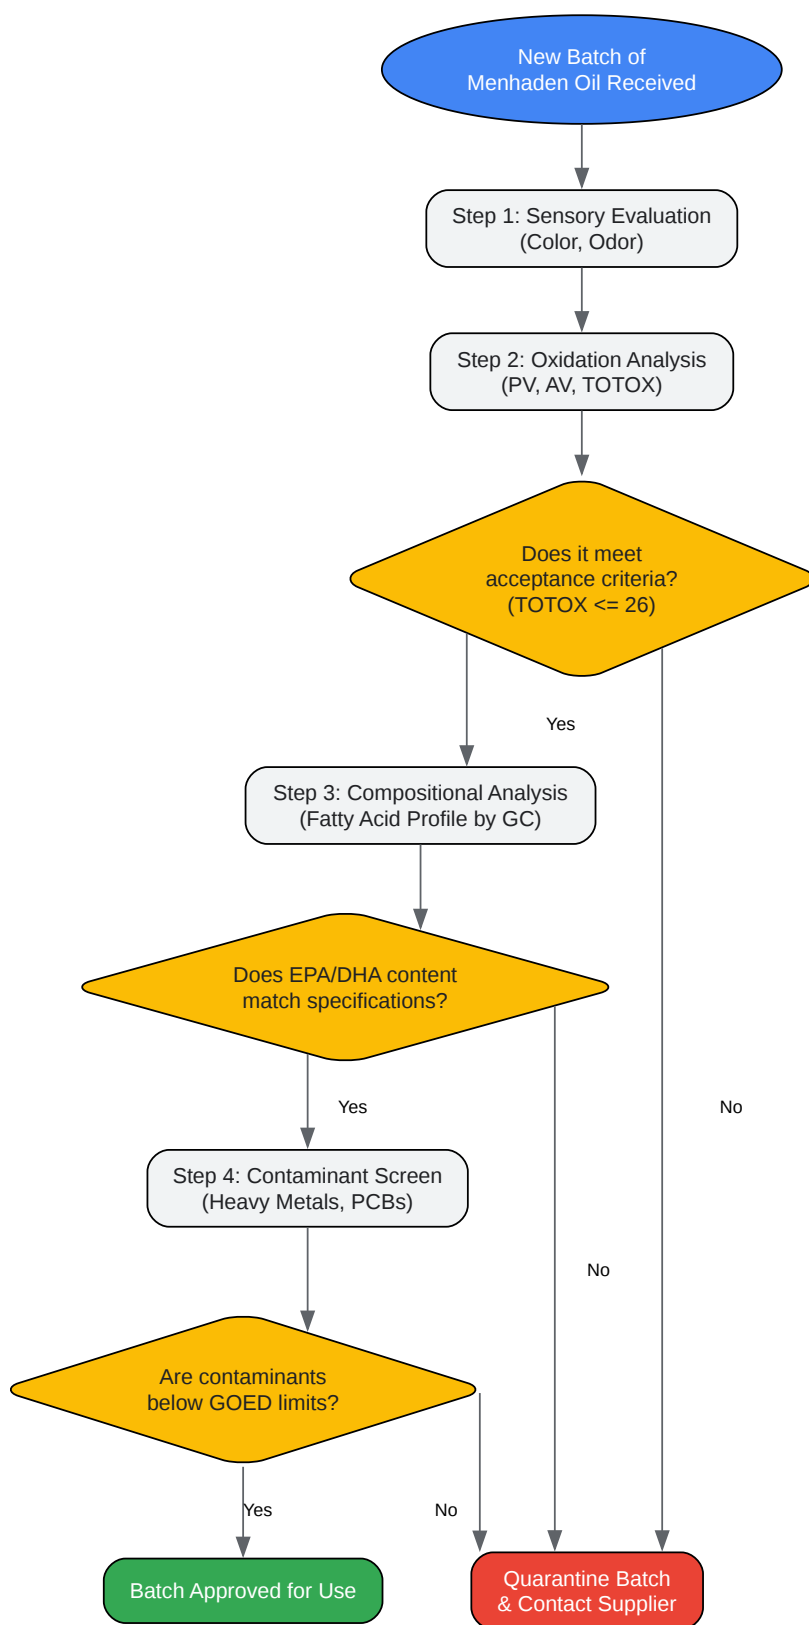 New Batch of
Menhaden Oil Received
Step 1: Sensory Evaluation
(Color, Odor)
Step 2: Oxidation Analysis
(PV, AV, TOTOX)
Does it meet
acceptance criteria?
(TOTOX <= 26)
Yes
Step 3: Compositional Analysis
(Fatty Acid Profile by GC)
Does EPA/DHA content
match specifications?
Yes
No
Step 4: Contaminant Screen
(Heavy Metals, PCBs)
No
Are contaminants
below GOED limits?
Yes
No
Batch Approved for Use
Quarantine Batch
& Contact Supplier